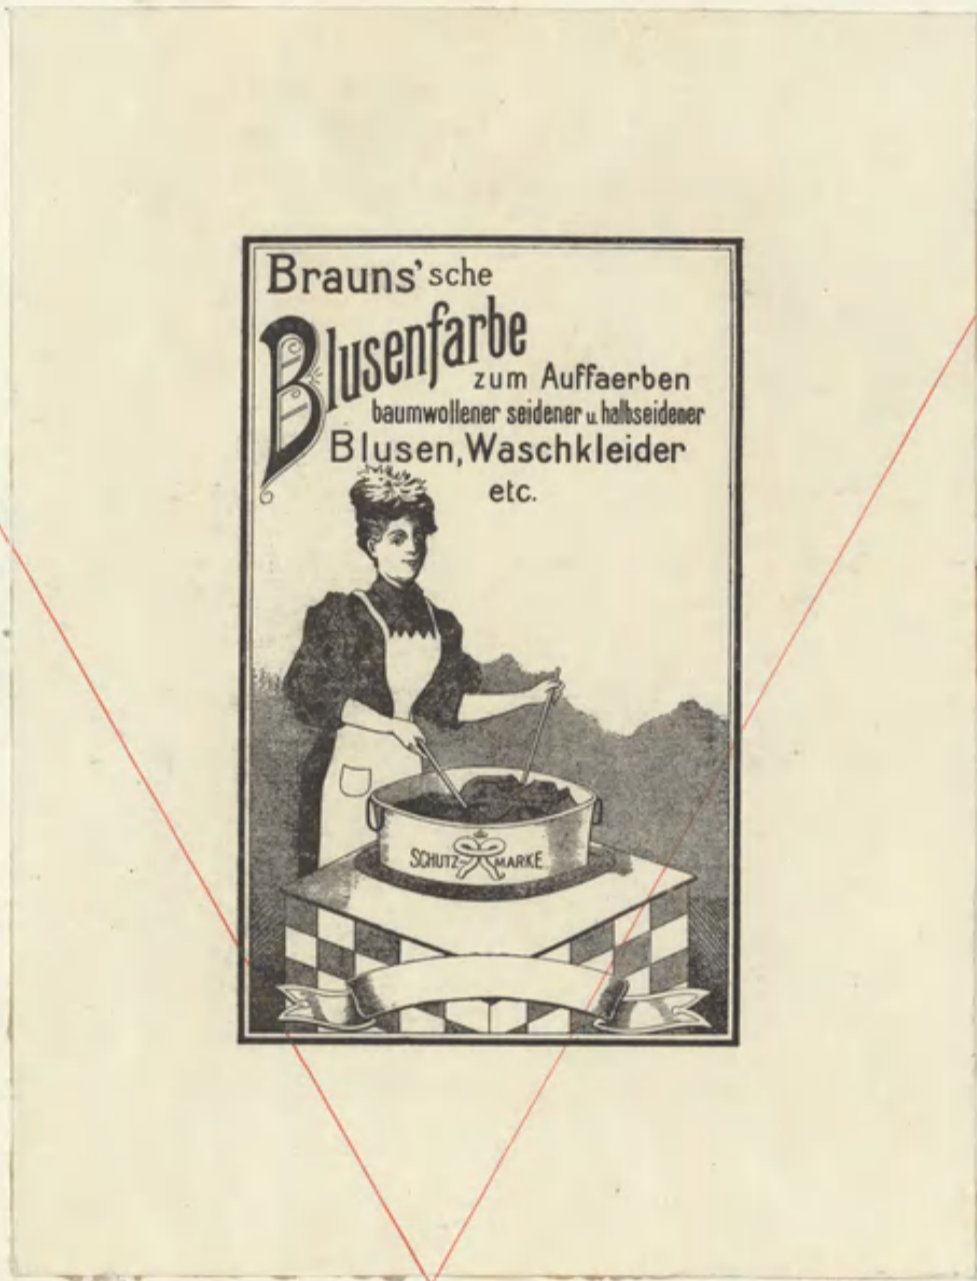 Brauns'sche
Blusenfarbe
zum Auffaerben
baumwollener seidener u. halbseidener
Blusen, Waschkleider
etc.
SCHUTZ-MARKE